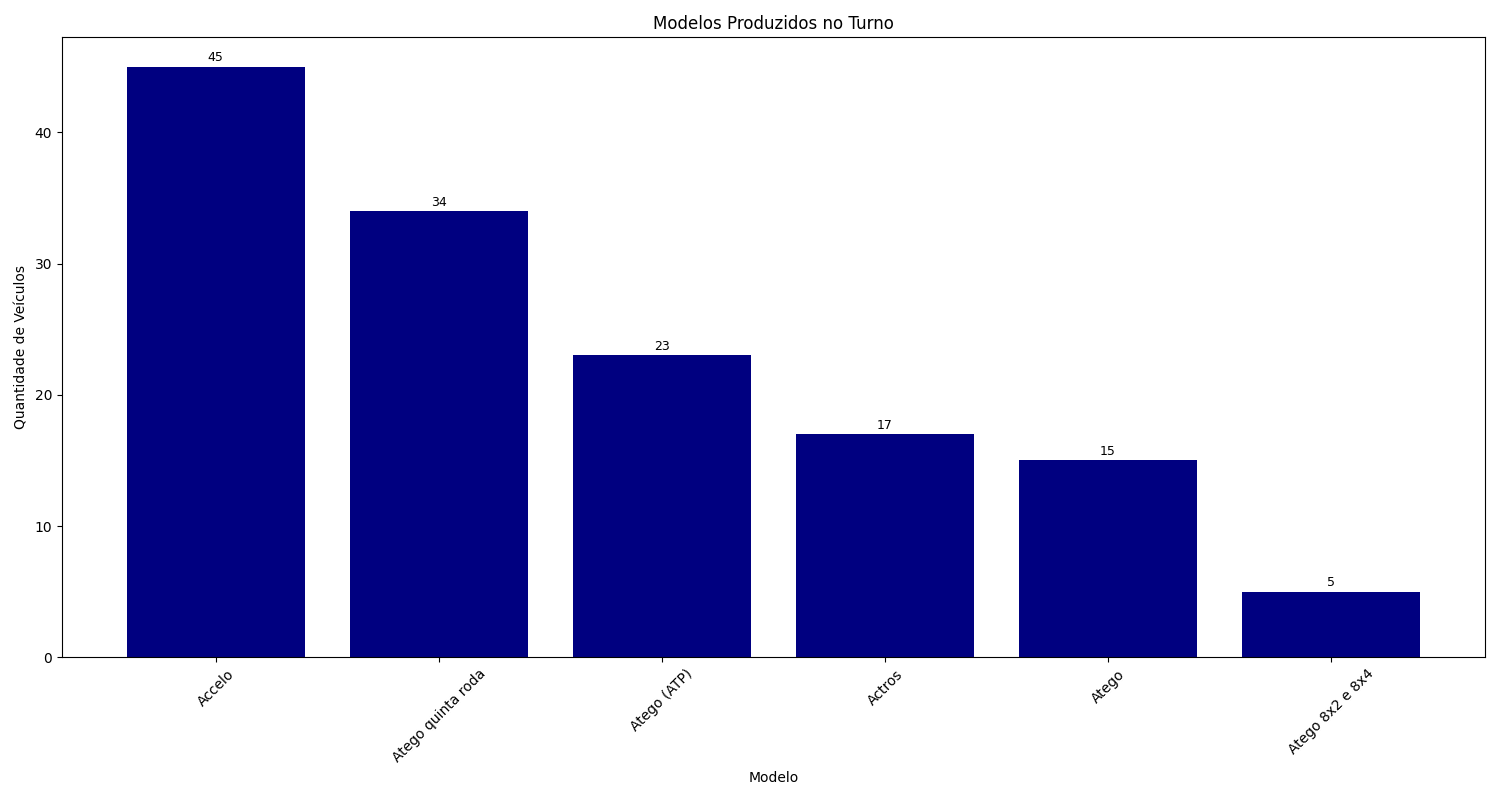 Modelos Produzidos no Turno
45
34
23
17
15
5
40
30
20
10
0
Quantidade de Veículos
Accelo
Atego quinta roda
Atego (ATP)
Actros
Atego
Atego 8x2 e 8x4
Modelo